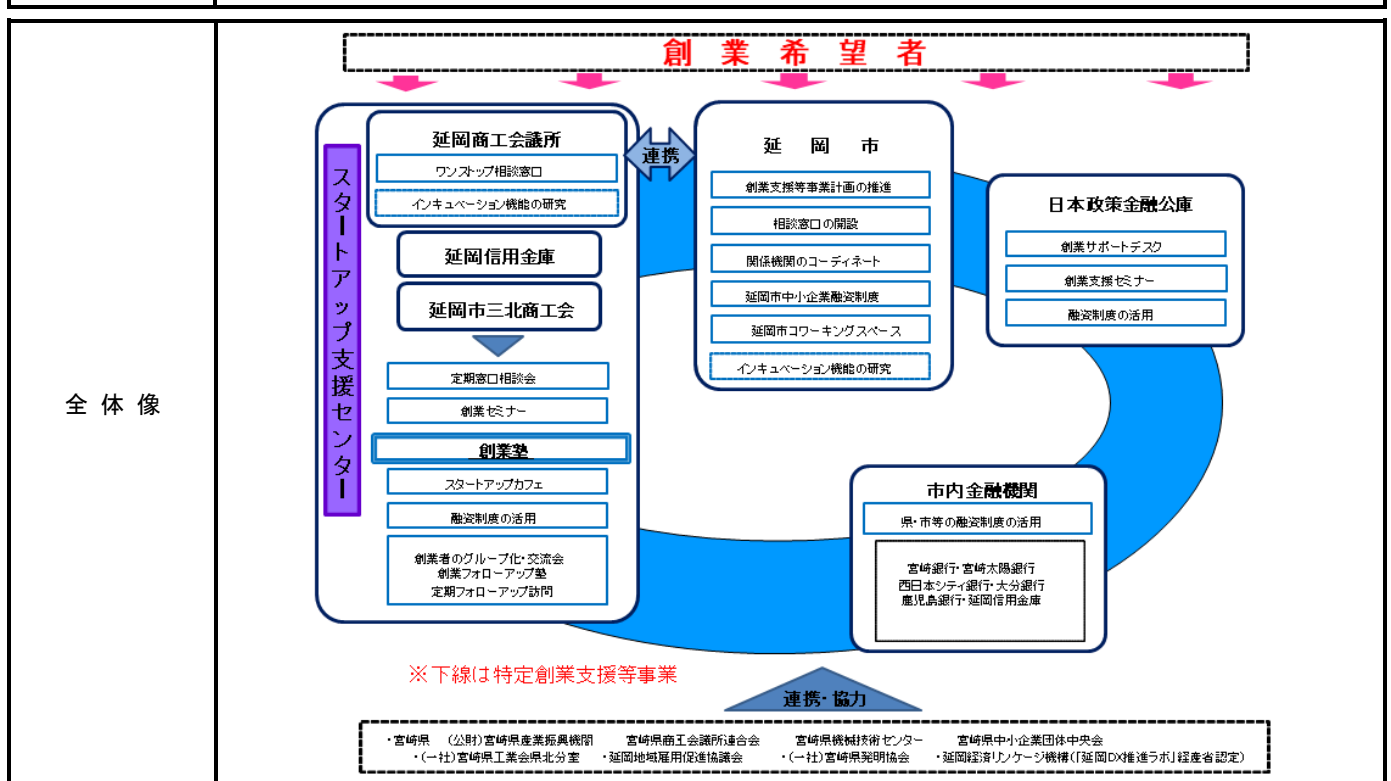 全体像
創業希望者
スタートアップ支援センター
延岡商工会議所
ワンストップ相談窓口
インキュベーション機能の研究
延岡信用金庫
延岡市三北商工会
定期窓口相談会
創業セミナー
創業塾
スタートアップカフェ
融資制度の活用
創業者のグループ化・交流会
創業フォローアップ塾
定期フォローアップ訪問
連携
延岡市
創業支援等事業計画の推進
相談窓口の開設
関係機関のコーディネート
延岡市中小企業融資制度
延岡市コワーキングスペース
インキュベーション機能の研究
日本政策金融公庫
創業サポートデスク
創業支援セミナー
融資制度の活用
市内金融機関
県・市等の融資制度の活用
宮崎銀行・宮崎太陽銀行
西日本シティ銀行・大分銀行
鹿児島銀行・延岡信用金庫
※下線は特定創業支援等事業
連携・協力
・宮崎県 (公財)宮崎県産業振興機関 宮崎県商工会議所連合会 宮崎県機械技術センター 宮崎県中小企業団体中央会
・(一社)宮崎県工業会県北分室 ・延岡地域雇用促進協議会 ・(一社)宮崎県発明協会 ・延岡経済リンケージ機構(「延岡DX推進ラボ」経産省認定)